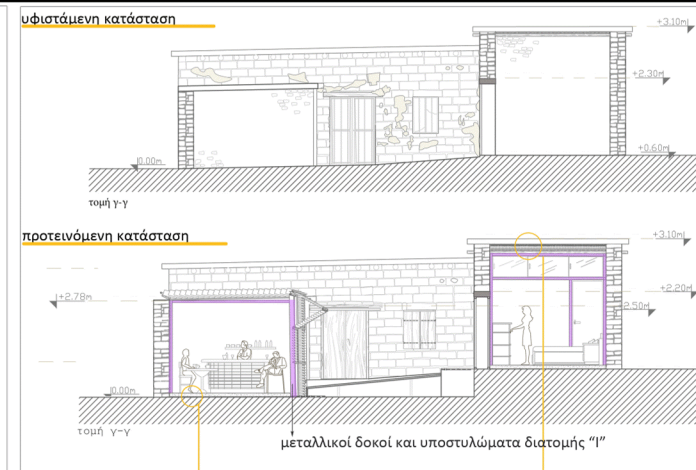 υφιστάμενη κατάσταση
+3.10m
+2.30m
+0.60m
0.00m
τομή γ-γ
προτεινόμενη κατάσταση
+3.10m
+2.78m
+2.20m
2.50m
0.00m
τομή γ-γ
μεταλλικοί δοκοί και υποστυλώματα διατομής “Ι”